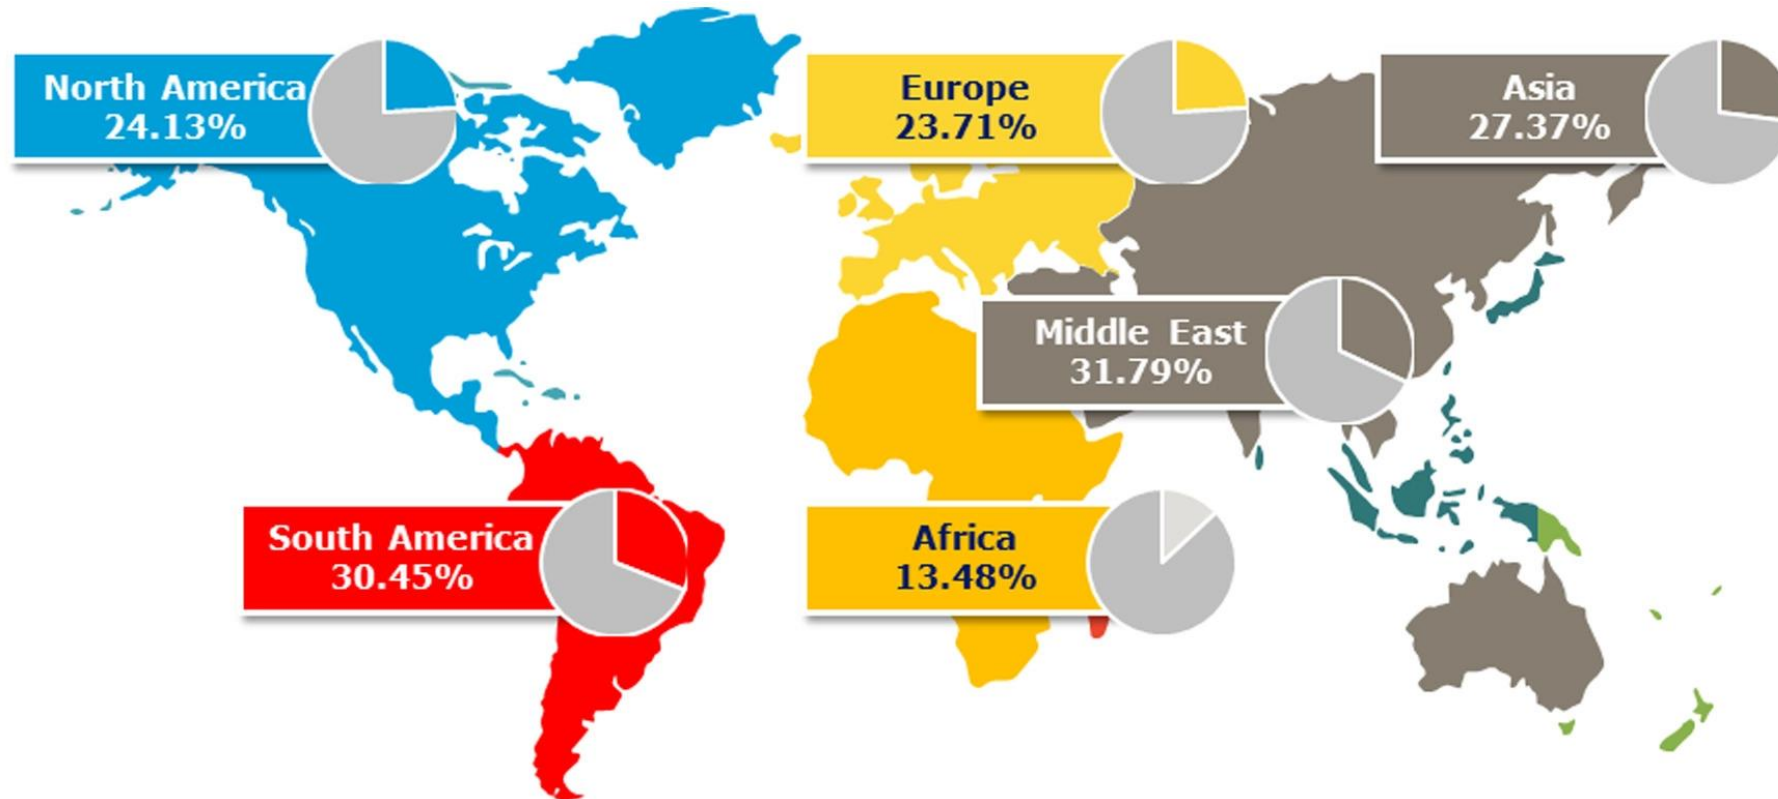 North America
24.13%
Europe
23.71%
Asia
27.37%
Middle East
31.79%
South America
30.45%
Africa
13.48%